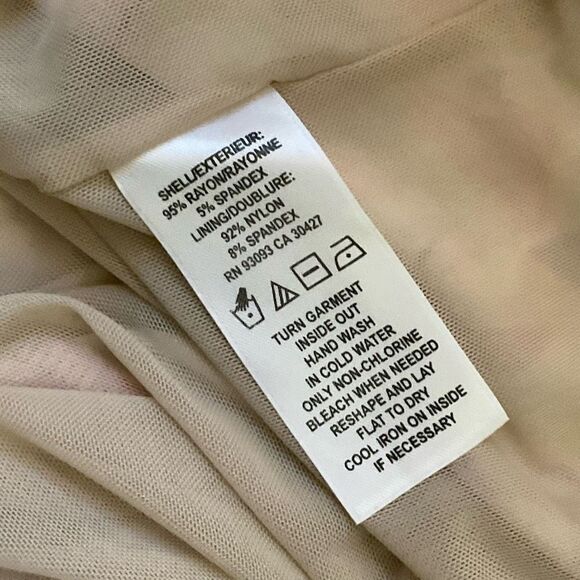 SHELL/EXTERIEUR:
95% RAYON/RAYONNE
5% SPANDEX
LINING/DOUBLURE:
92% NYLON
8% SPANDEX
RN 93093 CA 30427
TURN GARMENT
INSIDE OUT
HAND WASH
IN COLD WATER
ONLY NON-CHLORINE
BLEACH WHEN NEEDED
RESHAPE AND LAY
FLAT TO DRY
COOL IRON ON INSIDE
IF NECESSARY